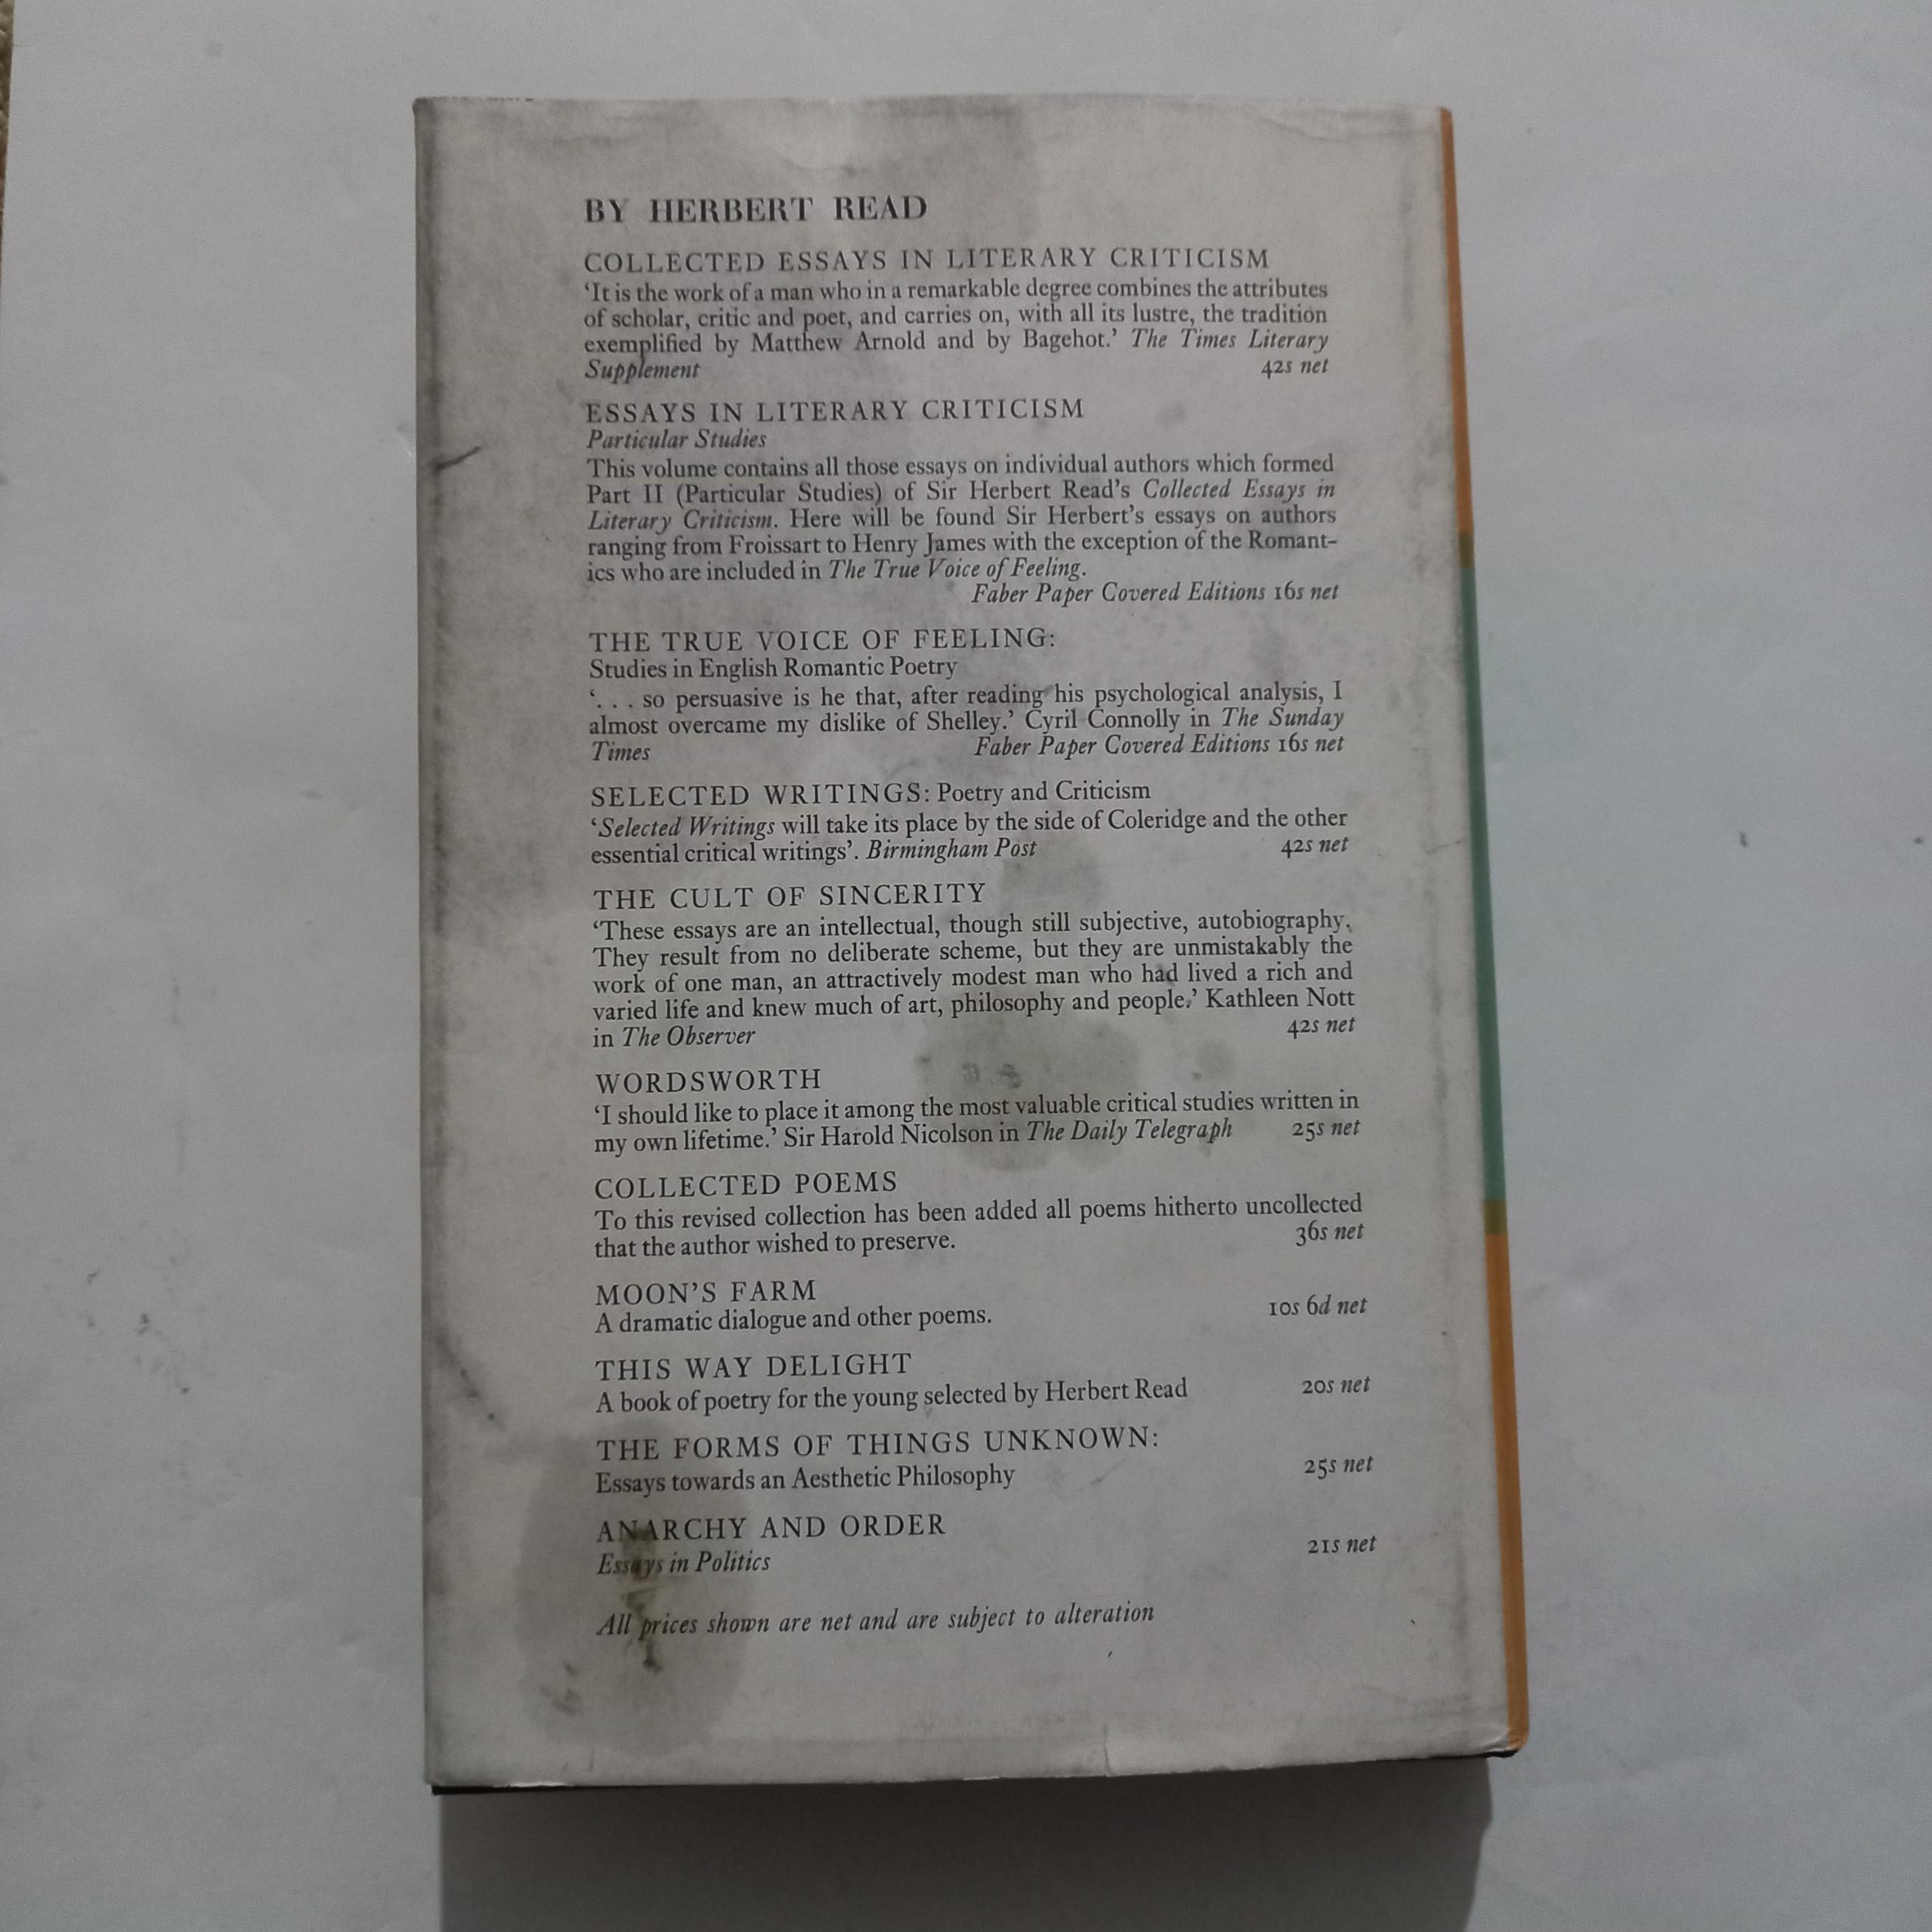 BY HERBERT READ
COLLECTED ESSAYS IN LITERARY CRITICISM
‘It is the work of a man who in a remarkable degree combines the attributes
of scholar, critic and poet, and carries on, with all its lustre, the tradition
exemplified by Matthew Arnold and by Bagehot.’ The Times Literary
Supplement 42s net
ESSAYS IN LITERARY CRITICISM
Particular Studies
This volume contains all those essays on individual authors which formed
Part II (Particular Studies) of Sir Herbert Read’s Collected Essays in
Literary Criticism. Here will be found Sir Herbert’s essays on authors
ranging from Froissart to Henry James with the exception of the Romant-
ics who are included in The True Voice of Feeling.
Faber Paper Covered Editions 16s net
THE TRUE VOICE OF FEELING:
Studies in English Romantic Poetry
‘. . . so persuasive is he that, after reading his psychological analysis, I
almost overcame my dislike of Shelley.’ Cyril Connolly in The Sunday
Times Faber Paper Covered Editions 16s net
SELECTED WRITINGS: Poetry and Criticism
‘Selected Writings will take its place by the side of Coleridge and the other
essential critical writings’. Birmingham Post 42s net
THE CULT OF SINCERITY
‘These essays are an intellectual, though still subjective, autobiography.
They result from no deliberate scheme, but they are unmistakably the
work of one man, an attractively modest man who had lived a rich and
varied life and knew much of art, philosophy and people.’ Kathleen Nott
in The Observer 42s net
WORDSWORTH
‘I should like to place it among the most valuable critical studies written in
my own lifetime.’ Sir Harold Nicolson in The Daily Telegraph 25s net
COLLECTED POEMS
To this revised collection has been added all poems hitherto uncollected
that the author wished to preserve. 36s net
MOON’S FARM
A dramatic dialogue and other poems. 10s 6d net
THIS WAY DELIGHT
A book of poetry for the young selected by Herbert Read 20s net
THE FORMS OF THINGS UNKNOWN:
Essays towards an Aesthetic Philosophy 25s net
ANARCHY AND ORDER
Essays in Politics 21s net
All prices shown are net and are subject to alteration